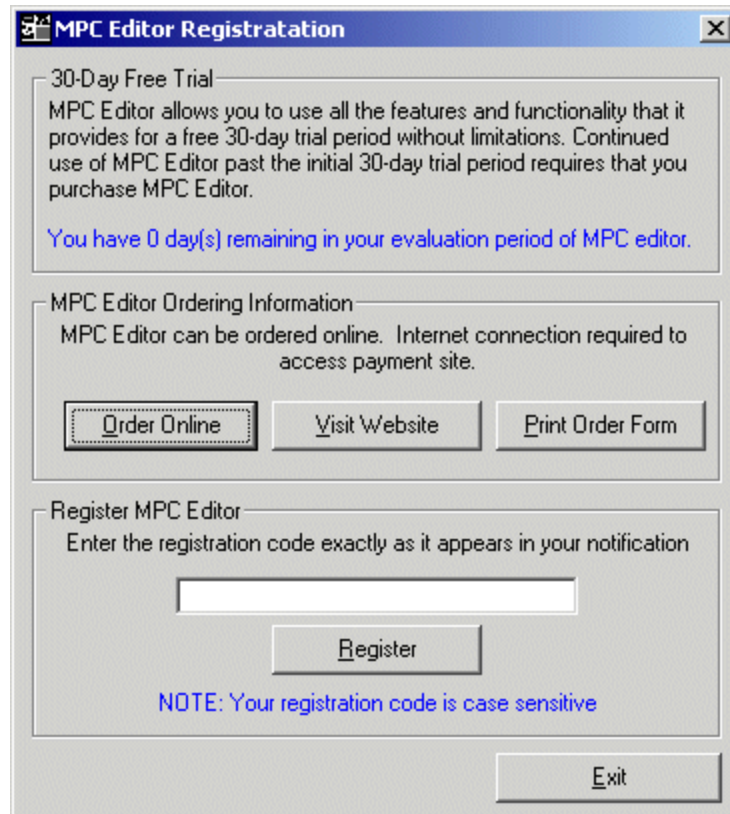 MPC Editor Registratation
30-Day Free Trial
MPC Editor allows you to use all the features and functionality that it
provides for a free 30-day trial period without limitations. Continued
use of MPC Editor past the initial 30-day trial period requires that you
purchase MPC Editor.
You have 0 day(s) remaining in your evaluation period of MPC editor.
MPC Editor Ordering Information
MPC Editor can be ordered online. Internet connection required to
access payment site.
Order Online Visit Website Print Order Form
Register MPC Editor
Enter the registration code exactly as it appears in your notification
Register
NOTE: Your registration code is case sensitive
Exit